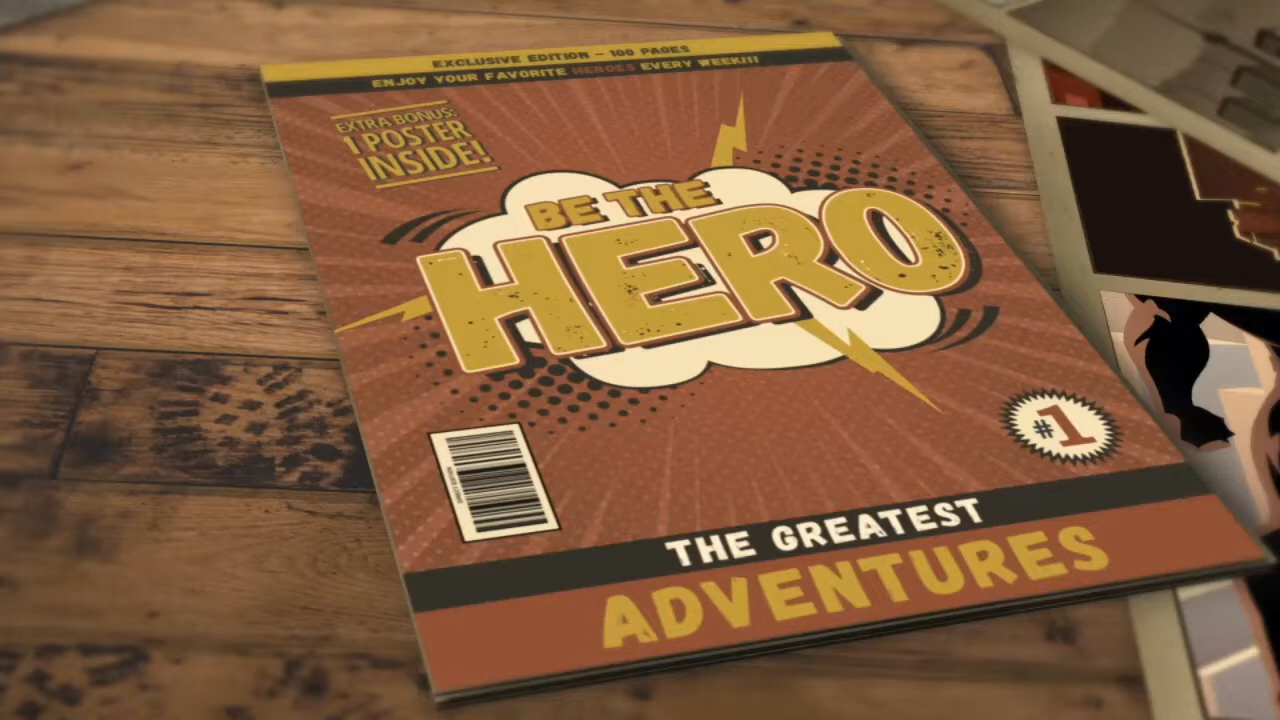 EXCLUSIVE EDITION – 100 PAGES
ENJOY YOUR FAVORITE HEROES EVERY WEEK!!!
EXTRA BONUS:
1 POSTER
INSIDE!
BE THE
HERO
#1
THE GREATEST
ADVENTURES